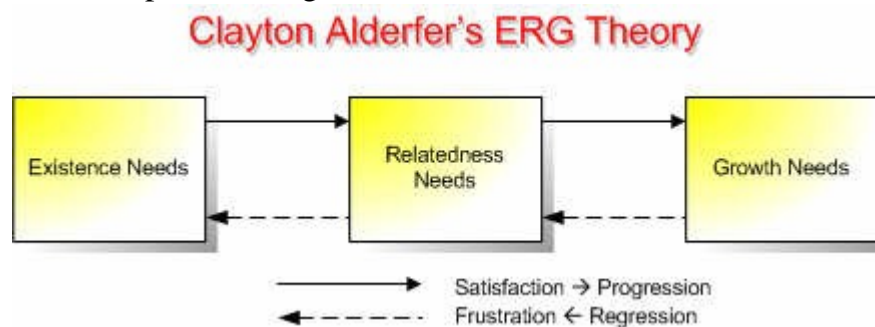 Clayton Alderfer's ERG Theory
Existence Needs
Relatedness
Needs
Growth Needs
Satisfaction → Progression
Frustration ← Regression